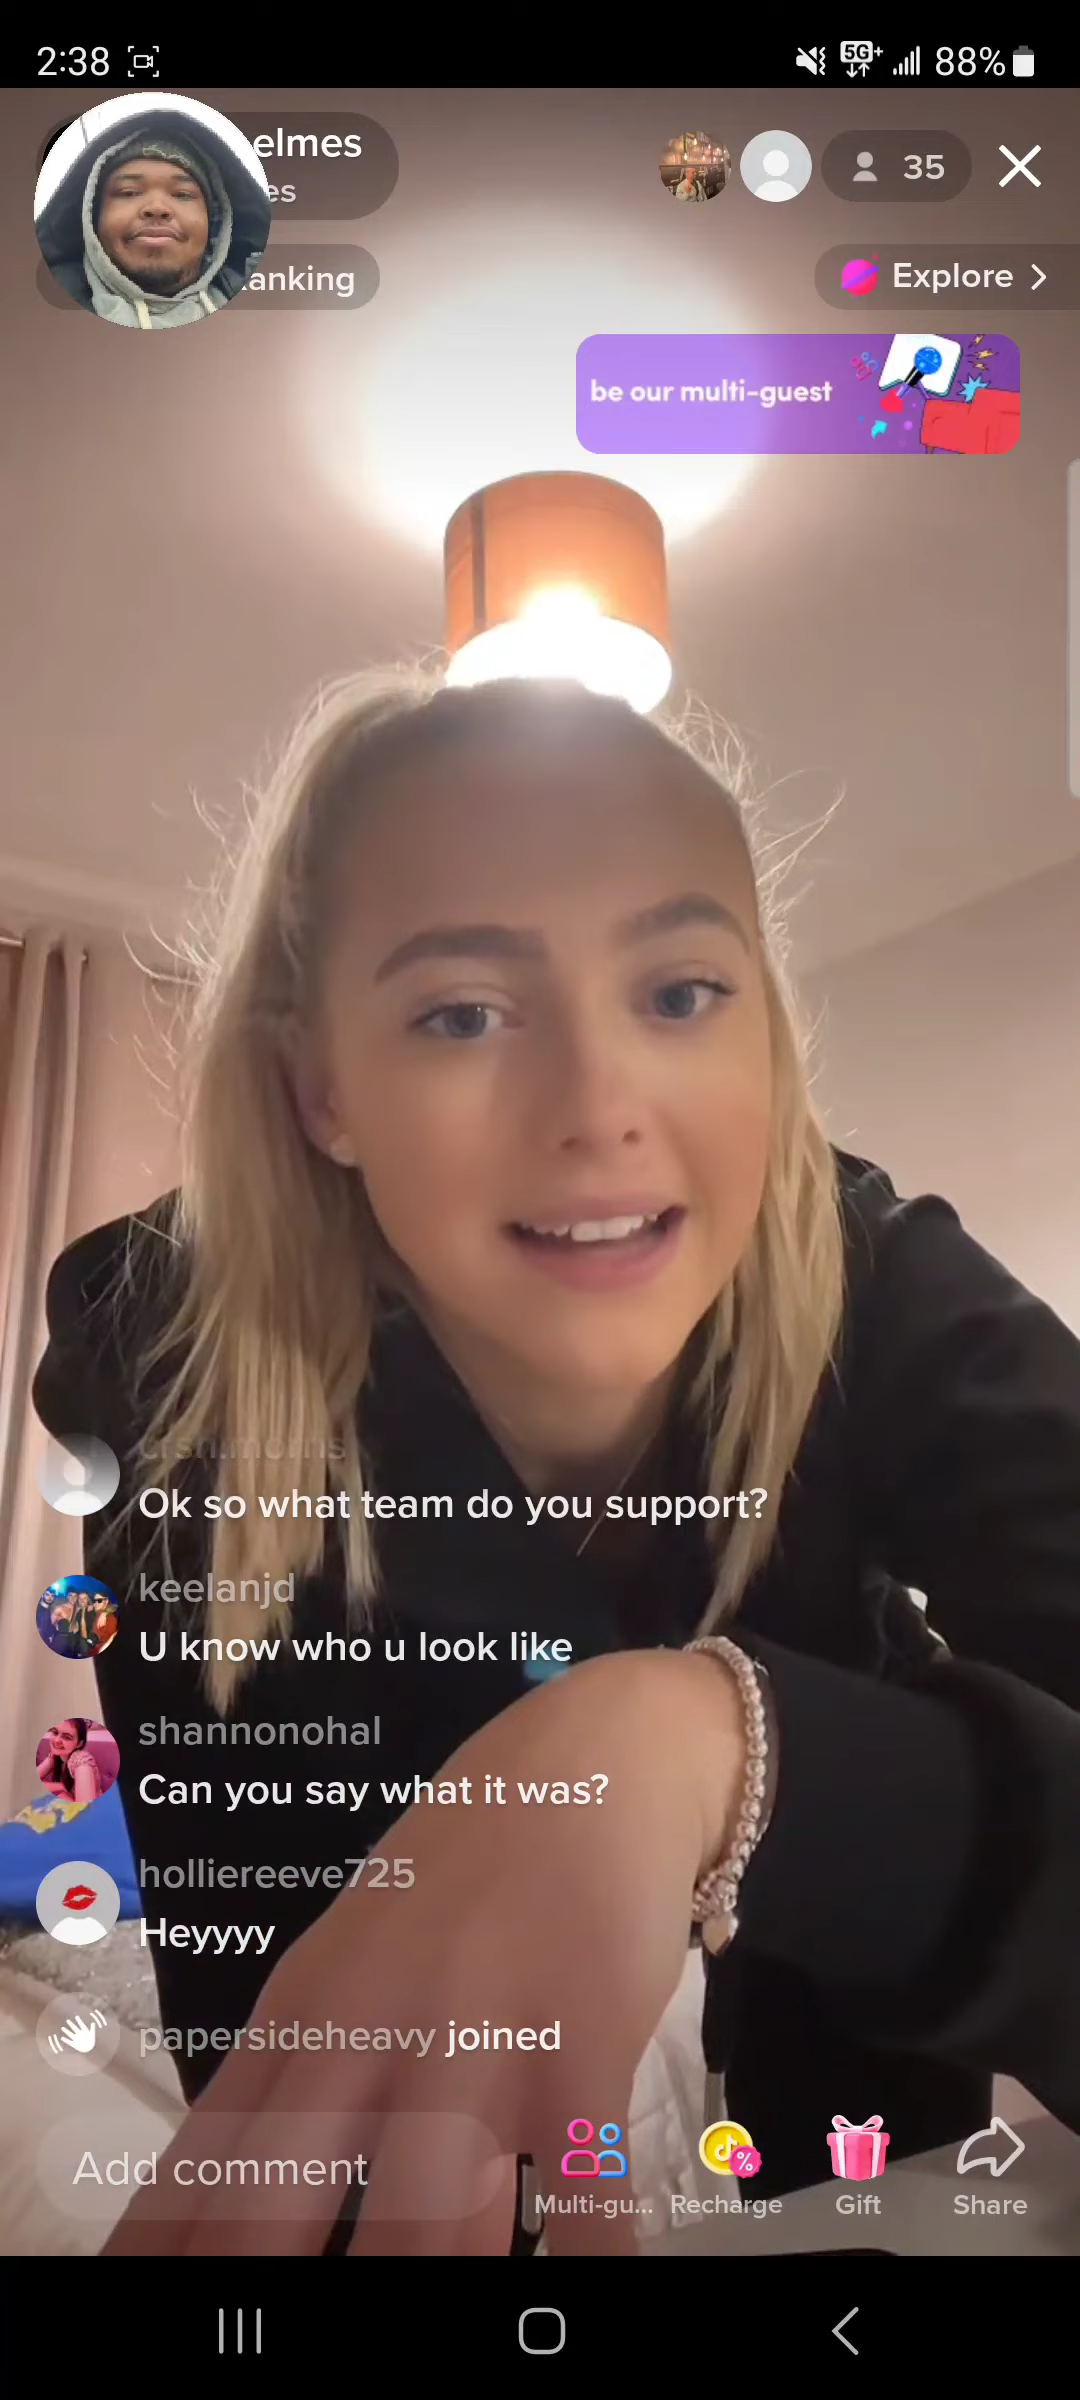 2:38
5G+
88%
elmes
es
35
anking
Explore
be our multi-guest
Ok so what team do you support?
keelanjd
U know who u look like
shannonohal
Can you say what it was?
holliereeve725
Heyyyy
papersideheavy joined
Add comment
Multi-gu...
Recharge
Gift
Share